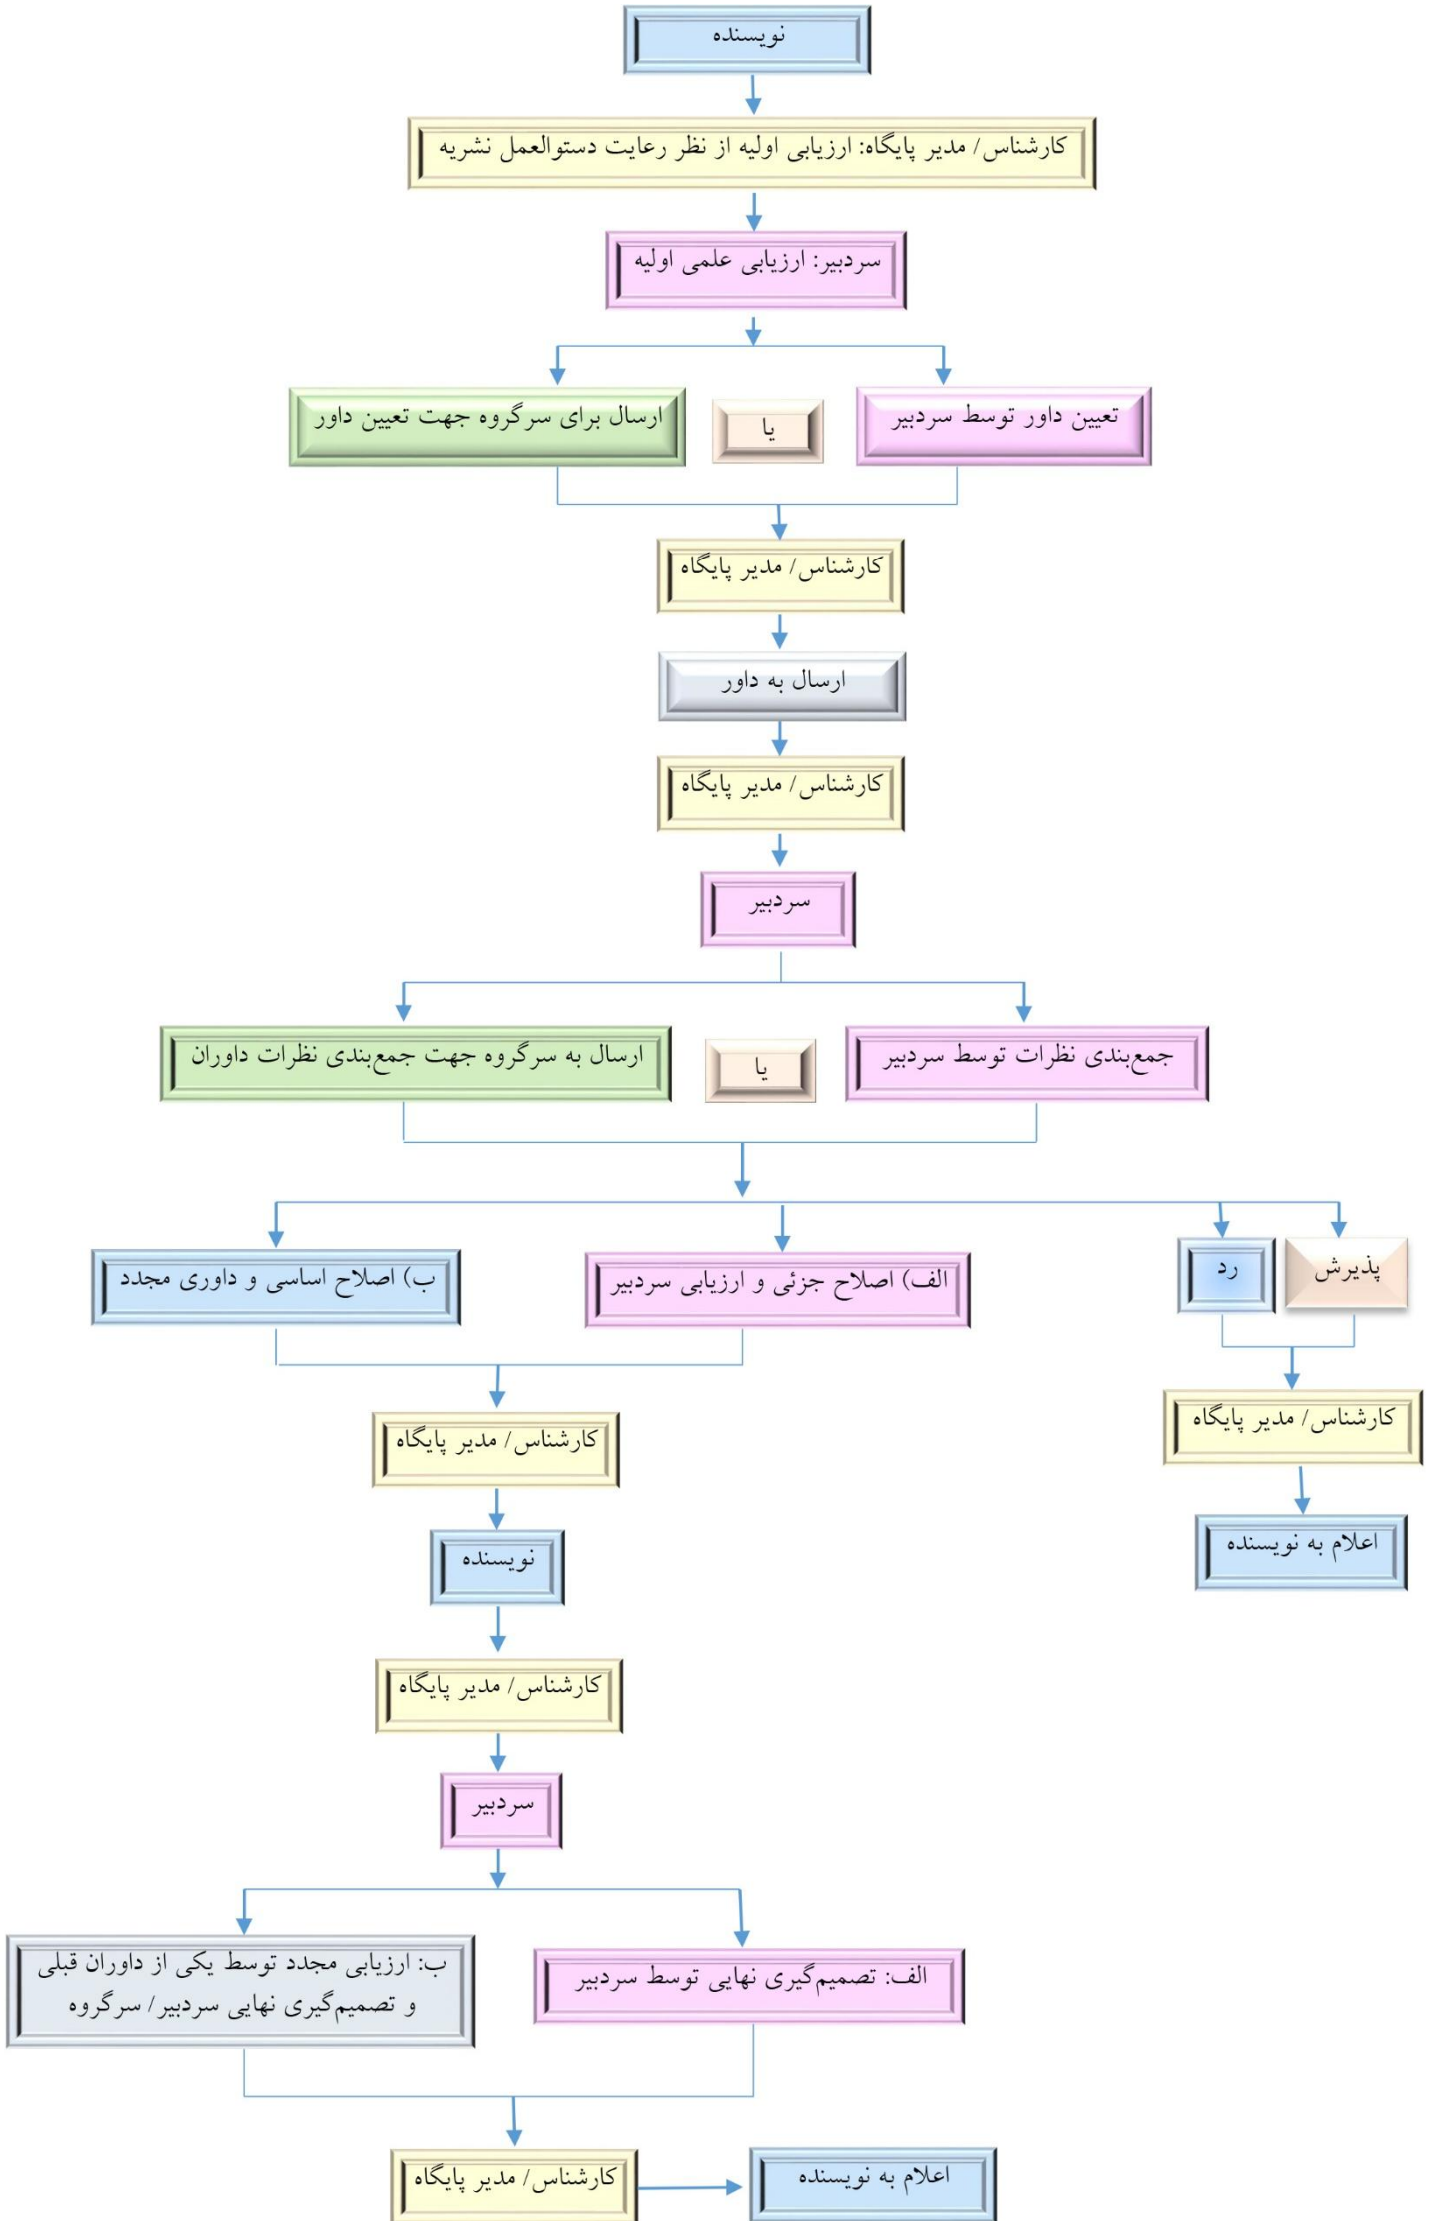 نویسنده
کارشناس/ مدیر پایگاه: ارزیابی اولیه از نظر رعایت دستوالعمل نشریه
سردبیر: ارزیابی علمی اولیه
تعیین داور توسط سردبیر
یا
ارسال برای سرگروه جهت تعیین داور
کارشناس/ مدیر پایگاه
ارسال به داور
کارشناس/ مدیر پایگاه
سردبیر
جمع‌بندی نظرات توسط سردبیر
یا
ارسال به سرگروه جهت جمع‌بندی نظرات داوران
پذیرش
رد
الف) اصلاح جزئی و ارزیابی سردبیر
ب) اصلاح اساسی و داوری مجدد
کارشناس/ مدیر پایگاه
اعلام به نویسنده
کارشناس/ مدیر پایگاه
نویسنده
کارشناس/ مدیر پایگاه
سردبیر
الف: تصمیم‌گیری نهایی توسط سردبیر
ب: ارزیابی مجدد توسط یکی از داوران قبلی
و تصمیم‌گیری نهایی سردبیر/ سرگروه
کارشناس/ مدیر پایگاه
اعلام به نویسنده